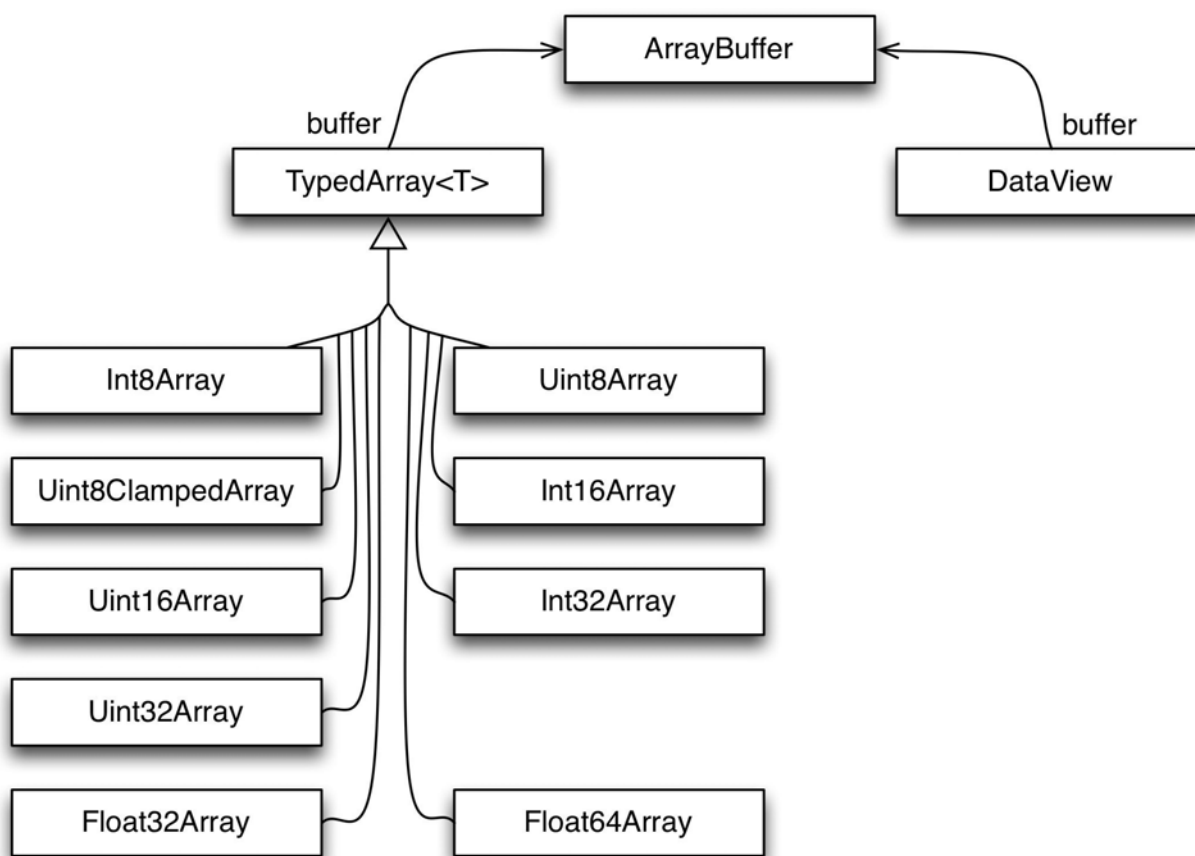 ArrayBuffer
buffer
buffer
TypedArray<T>
DataView
Int8Array
Uint8Array
Uint8ClampedArray
Int16Array
Uint16Array
Int32Array
Uint32Array
Float32Array
Float64Array